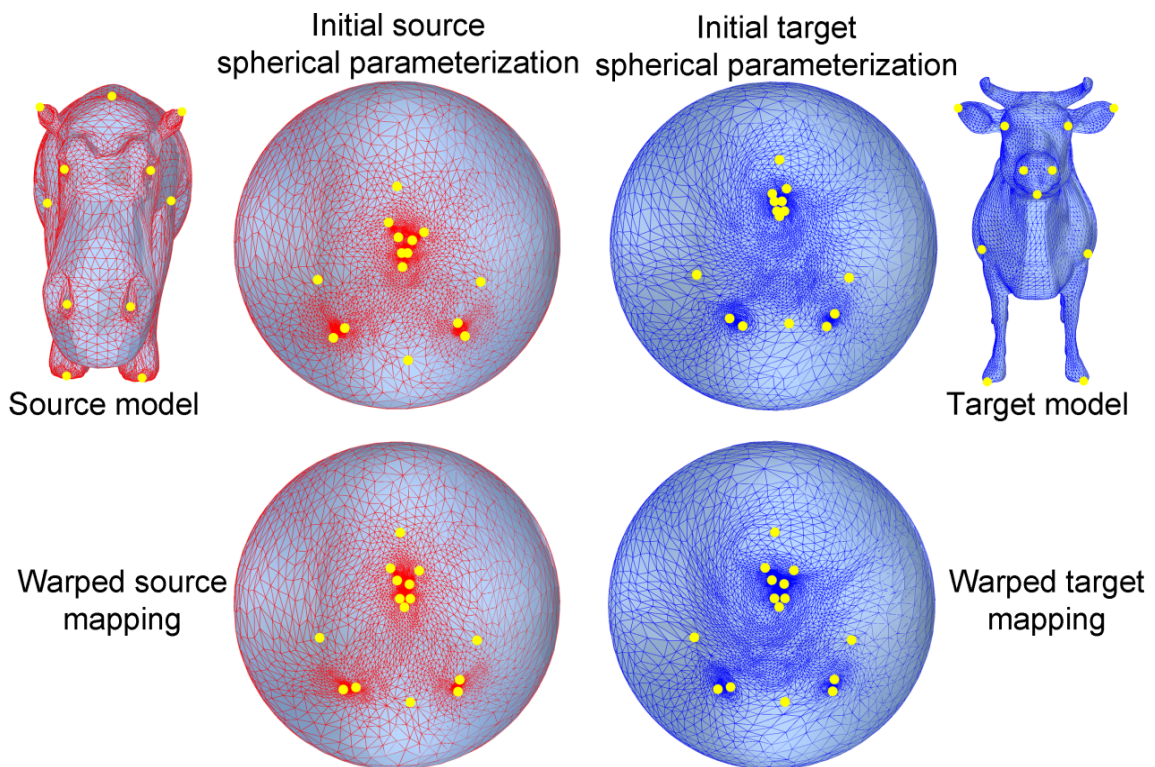 Initial source
spherical parameterization
Initial target
spherical parameterization
Source model
Target model
Warped source
mapping
Warped target
mapping